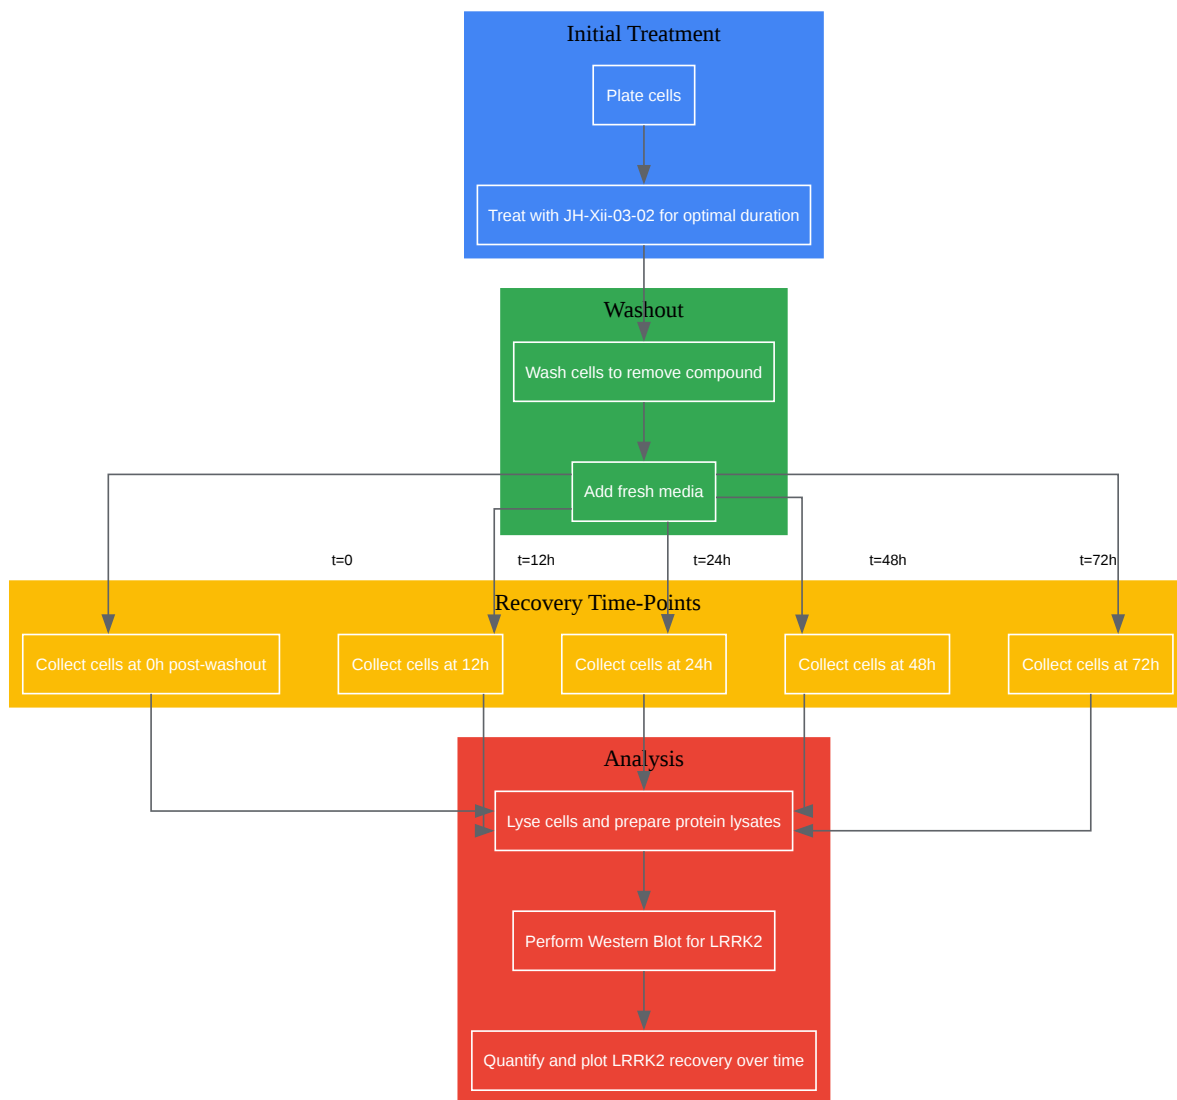 Initial Treatment
Plate cells
Treat with JH-Xii-03-02 for optimal duration
Washout
Wash cells to remove compound
Add fresh media
t=0
t=12h
t=24h
t=48h
t=72h
Recovery Time-Points
Collect cells at 0h post-washout
Collect cells at 12h
Collect cells at 24h
Collect cells at 48h
Collect cells at 72h
Analysis
Lyse cells and prepare protein lysates
Perform Western Blot for LRRK2
Quantify and plot LRRK2 recovery over time